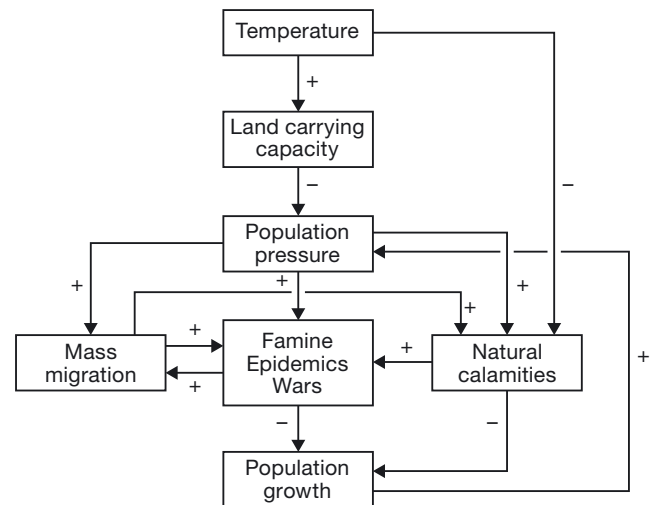 Temperature
+
Land carrying
capacity
–
–
Population
pressure
+
+
+
+
Mass
migration
+
+
Famine
Epidemics
Wars
+
Natural
calamities
+
–
–
Population
growth